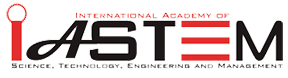 International Academy of
iASTEM
Science, Technology, Engineering and Management